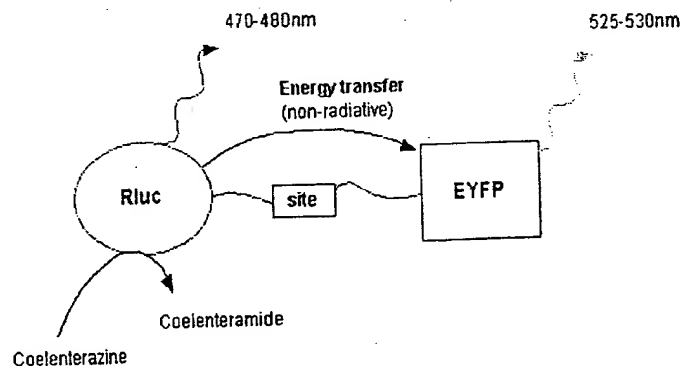 470-480nm
525-530nm
Energy transfer
(non-radiative)
Rluc
site
EYFP
Coelenteramide
Coelenterazine